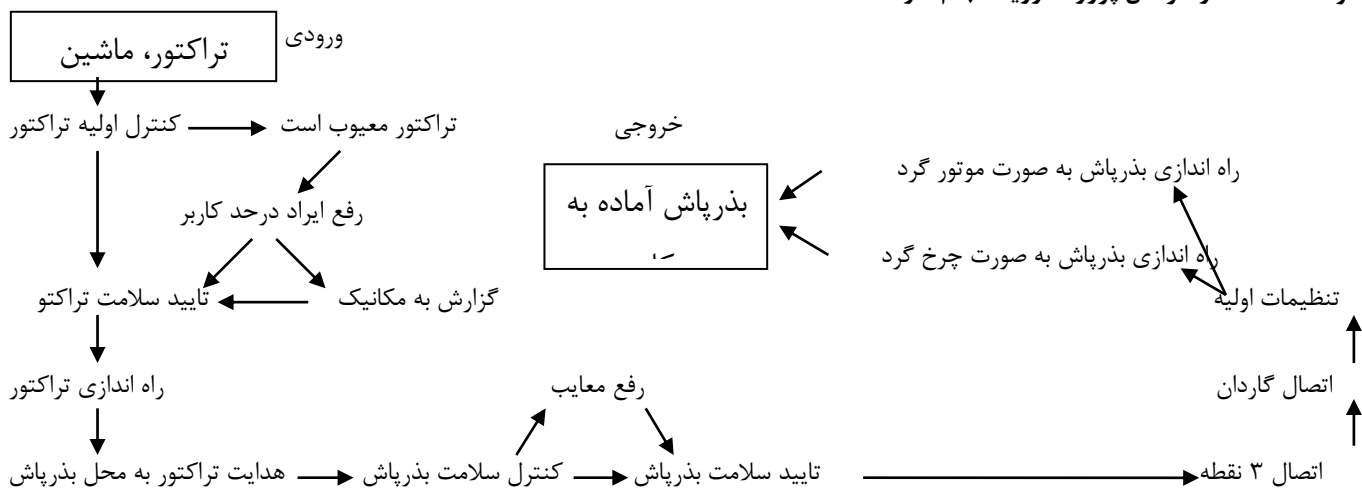 ورودی
تراکتور، ماشین
کنترل اولیه تراکتور
تراکتور معیوب است
خروجی
راه اندازی بذرپاش به صورت موتور گرد
رفع ایراد درحد کاربر
بذرپاش آماده به
راه اندازی بذرپاش به صورت چرخ گرد
تایید سلامت تراکتو
گزارش به مکانیک
تنظیمات اولیه
راه اندازی تراکتور
رفع معایب
اتصال گاردان
هدایت تراکتور به محل بذرپاش
کنترل سلامت بذرپاش
تایید سلامت بذرپاش
اتصال ۳ نقطه